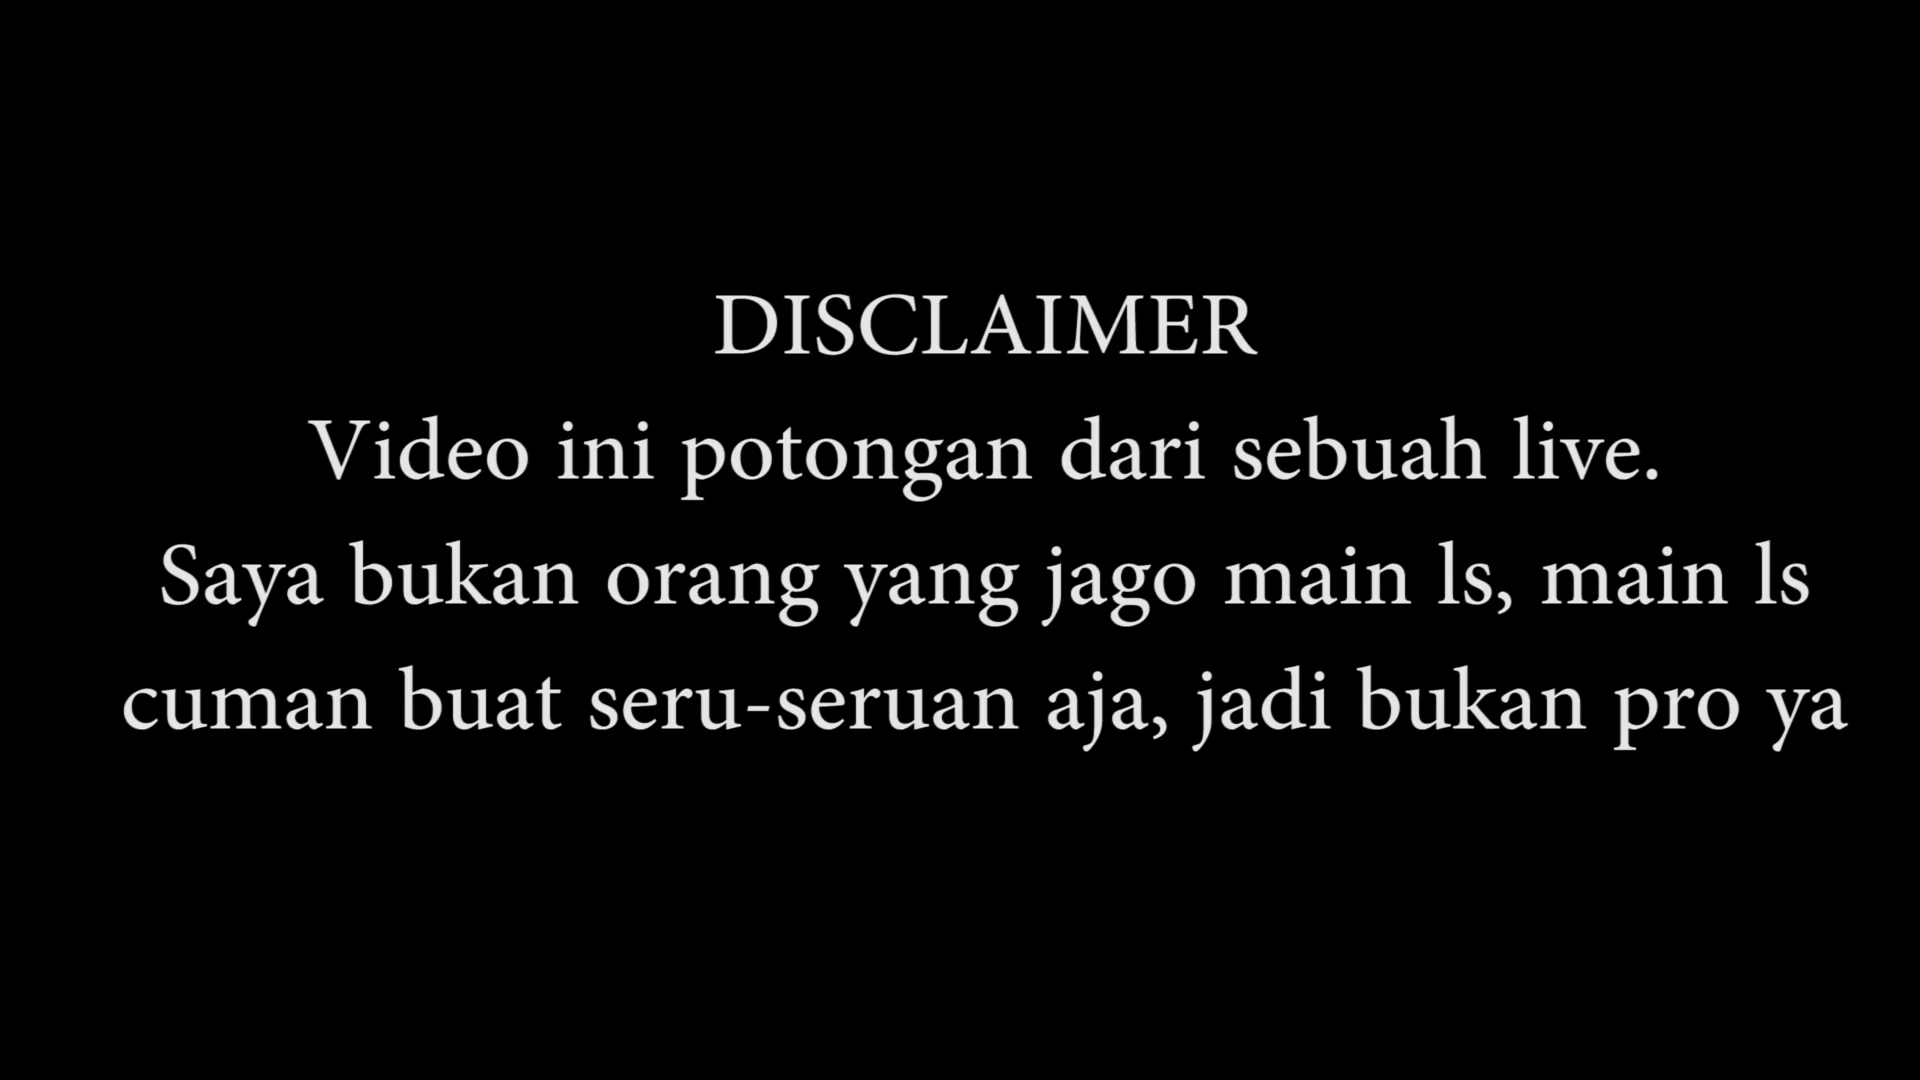 DISCLAIMER
Video ini potongan dari sebuah live.
Saya bukan orang yang jago main ls, main ls
cuman buat seru-seruan aja, jadi bukan pro ya